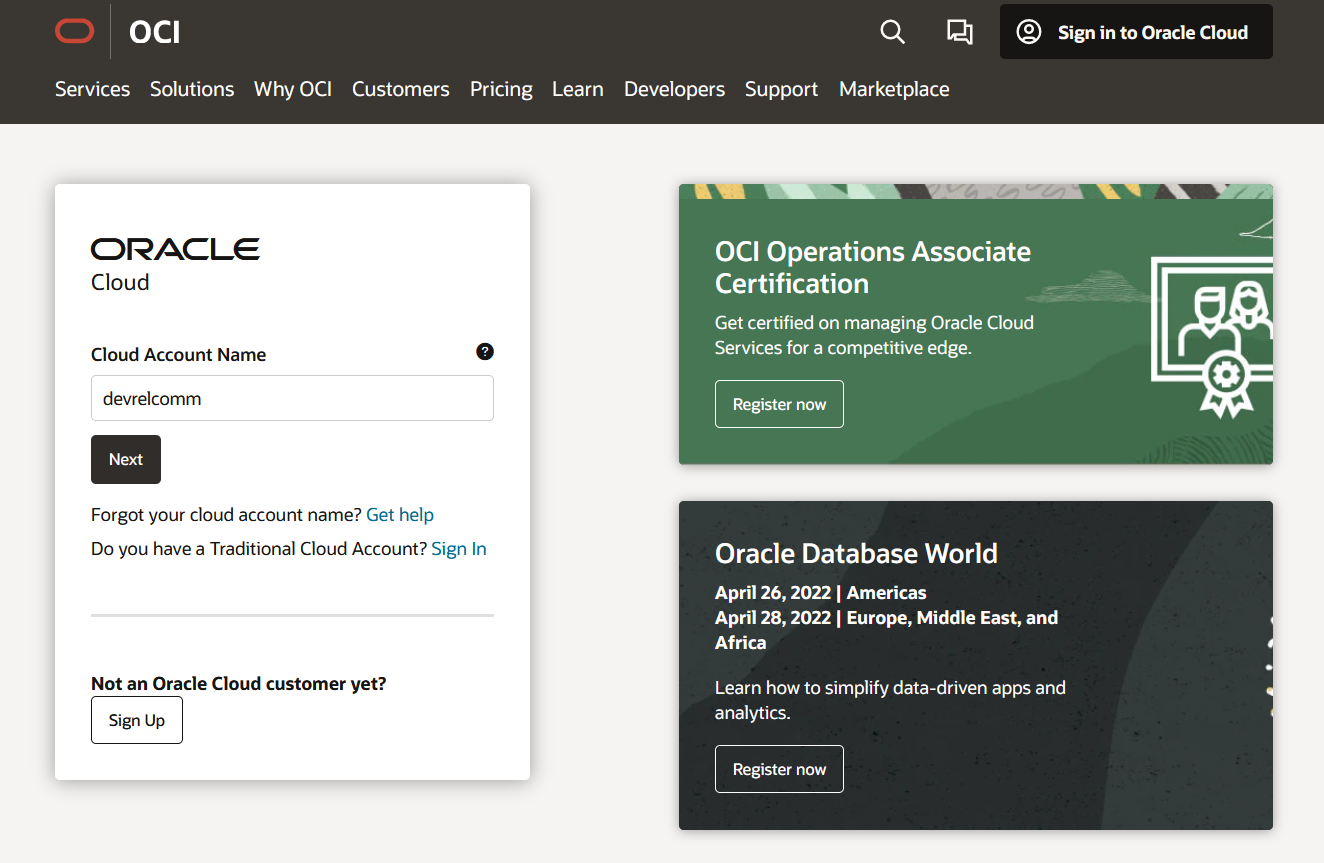 OCI
Sign in to Oracle Cloud
Services Solutions Why OCI Customers Pricing Learn Developers Support Marketplace
ORACLE
Cloud
Cloud Account Name
?
devrelcomm
Next
Forgot your cloud account name? Get help
Do you have a Traditional Cloud Account? Sign In
Not an Oracle Cloud customer yet?
Sign Up
OCI Operations Associate
Certification
Get certified on managing Oracle Cloud
Services for a competitive edge.
Register now
Oracle Database World
April 26, 2022 | Americas
April 28, 2022 | Europe, Middle East, and
Africa
Learn how to simplify data-driven apps and
analytics.
Register now